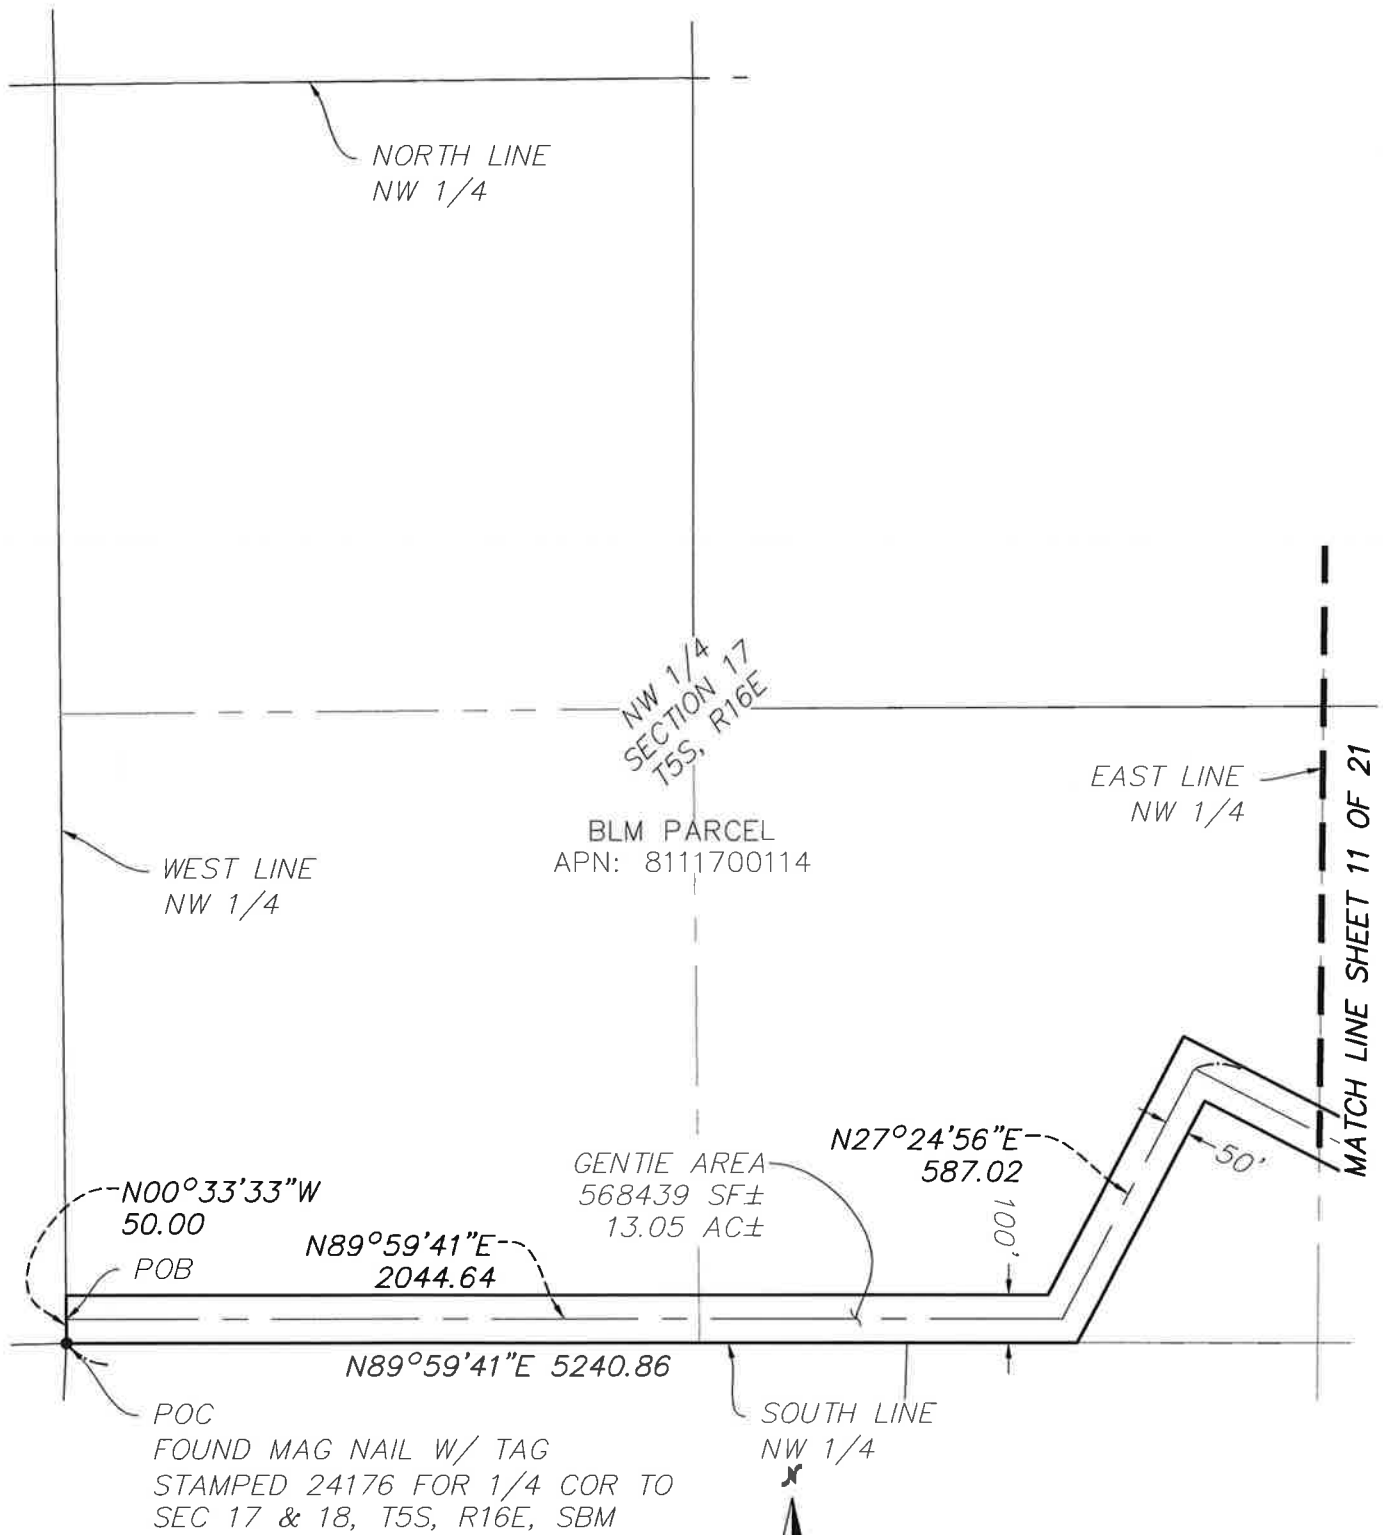 NORTH LINE
NW 1/4
NW 1/4
SECTION 17
T5S, R16E
EAST LINE
NW 1/4
MATCH LINE SHEET 11 OF 21
BLM PARCEL
APN: 8111700114
WEST LINE
NW 1/4
N27°24'56"E
587.02
50'
100'
GENTIE AREA
568439 SF±
13.05 AC±
N00°33'33"W
50.00
POB
N89°59'41"E
2044.64
N89°59'41"E 5240.86
POC
FOUND MAG NAIL W/ TAG
STAMPED 24176 FOR 1/4 COR TO
SEC 17 & 18, T5S, R16E, SBM
SOUTH LINE
NW 1/4
N